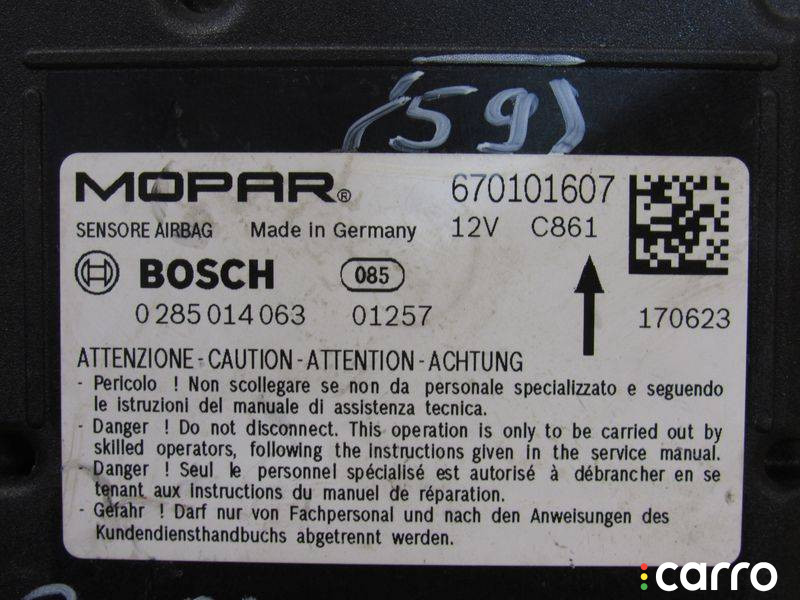 (59)
MOPAR® 670101607
SENSORE AIRBAG Made in Germany 12V C861
BOSCH 085
0 285 014 063 01257 170623
ATTENZIONE - CAUTION - ATTENTION - ACHTUNG
- Pericolo ! Non scollegare se non da personale specializzato e seguendo
le istruzioni del manuale di assistenza tecnica.
- Danger ! Do not disconnect. This operation is only to be carried out by
skilled operators, following the instructions given in the service manual.
- Danger ! Seul le personnel spécialisé est autorisé à débrancher en se
tenant aux instructions du manuel de réparation.
- Gefahr ! Darf nur von Fachpersonal und nach den Anweisungen des
Kundendiensthandbuchs abgetrennt werden.
carro